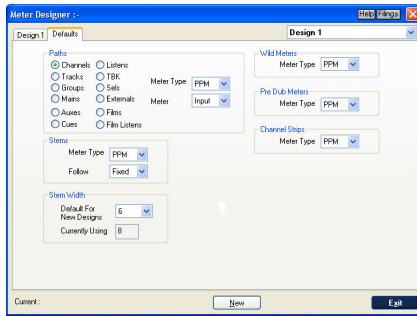 Meter Designer :-
Help Filings
Design 1 Defaults
Design 1
Paths
Channels Listens
Tracks TBK
Groups Sels
Mains Externals
Auxes Films
Cues Film Listens
Meter Type PPM
Meter Input
Stems
Meter Type PPM
Follow Fixed
Stem Width
Default For
New Designs
6
Currently Using 8
Wild Meters
Meter Type PPM
Pre Dub Meters
Meter Type PPM
Channel Strips
Meter Type PPM
Current :
New
Exit